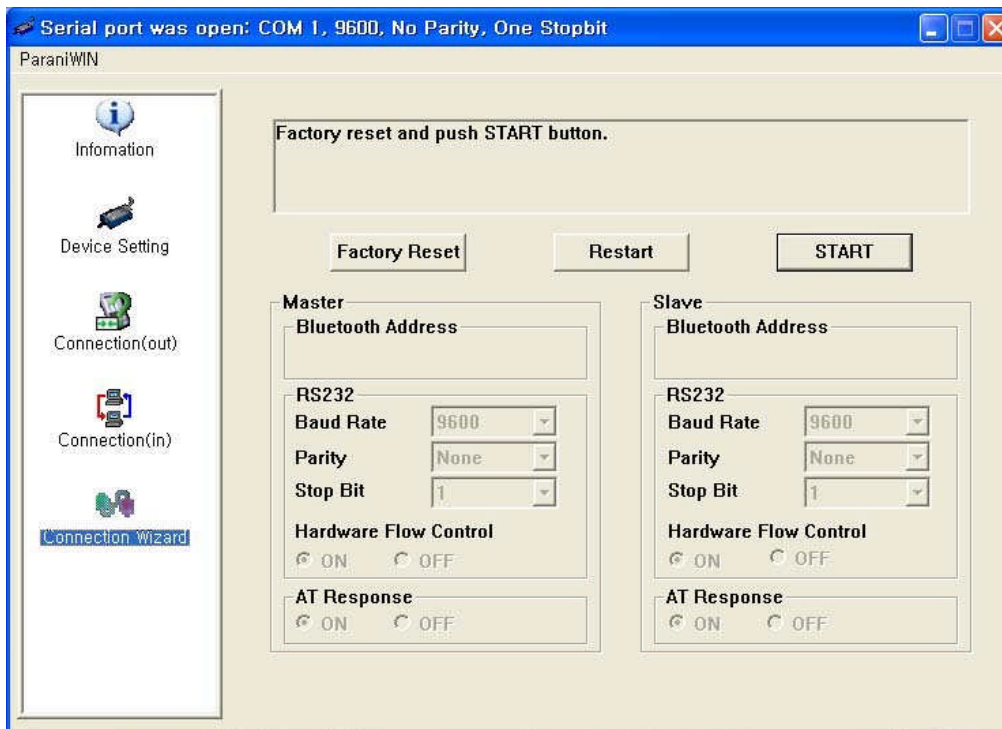 Serial port was open: COM 1, 9600, No Parity, One Stopbit
ParaniWIN
Infomation
Device Setting
Connection(out)
Connection(in)
Connection Wizard
Factory reset and push START button.
Factory Reset Restart START
Master
Bluetooth Address
RS232
Baud Rate 9600
Parity None
Stop Bit 1
Hardware Flow Control
ON OFF
AT Response
ON OFF
Slave
Bluetooth Address
RS232
Baud Rate 9600
Parity None
Stop Bit 1
Hardware Flow Control
ON OFF
AT Response
ON OFF